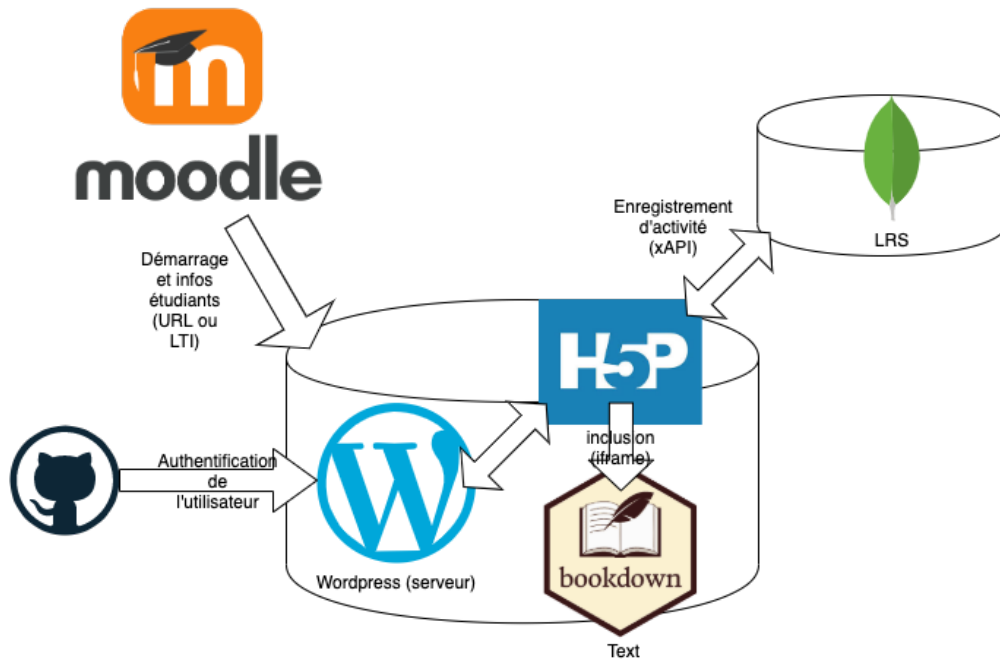 m
moodle
Enregistrement
d'activité
(xAPI)
LRS
Démarrage
et infos
étudiants
(URL ou
LTI)
H5P
inclusion
(iframe)
Authentification
de
l'utilisateur
W
bookdown
Wordpress (serveur)
Text